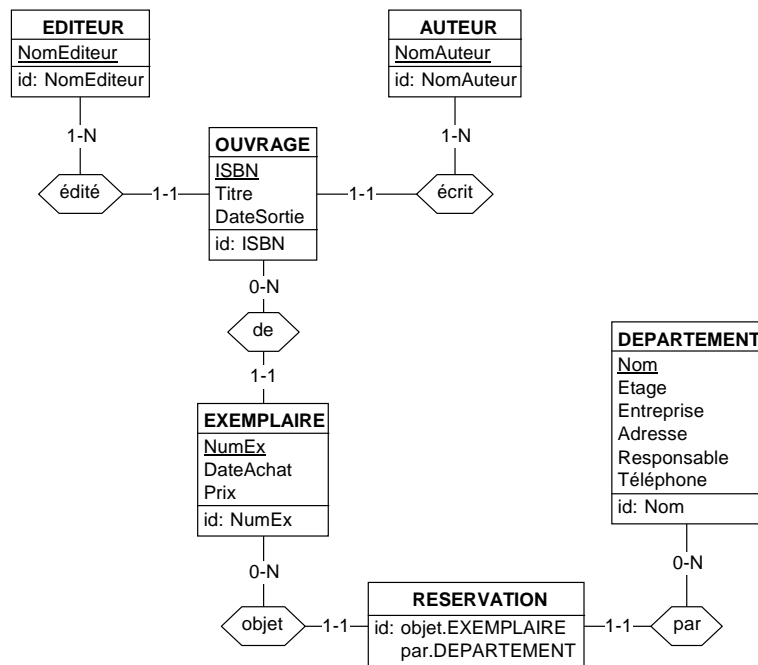 EDITEUR
NomEditeur
id: NomEditeur
AUTEUR
NomAuteur
id: NomAuteur
1-N
1-N
OUVRAGE
ISBN
Titre
DateSortie
id: ISBN
édité
1-1
1-1
écrit
0-N
de
1-1
DEPARTEMENT
Nom
Etage
Entreprise
Adresse
Responsable
Téléphone
id: Nom
EXEMPLAIRE
NumEx
DateAchat
Prix
id: NumEx
0-N
0-N
objet
1-1
RESERVATION
id: objet.EXEMPLAIRE
par.DEPARTEMENT
1-1
par